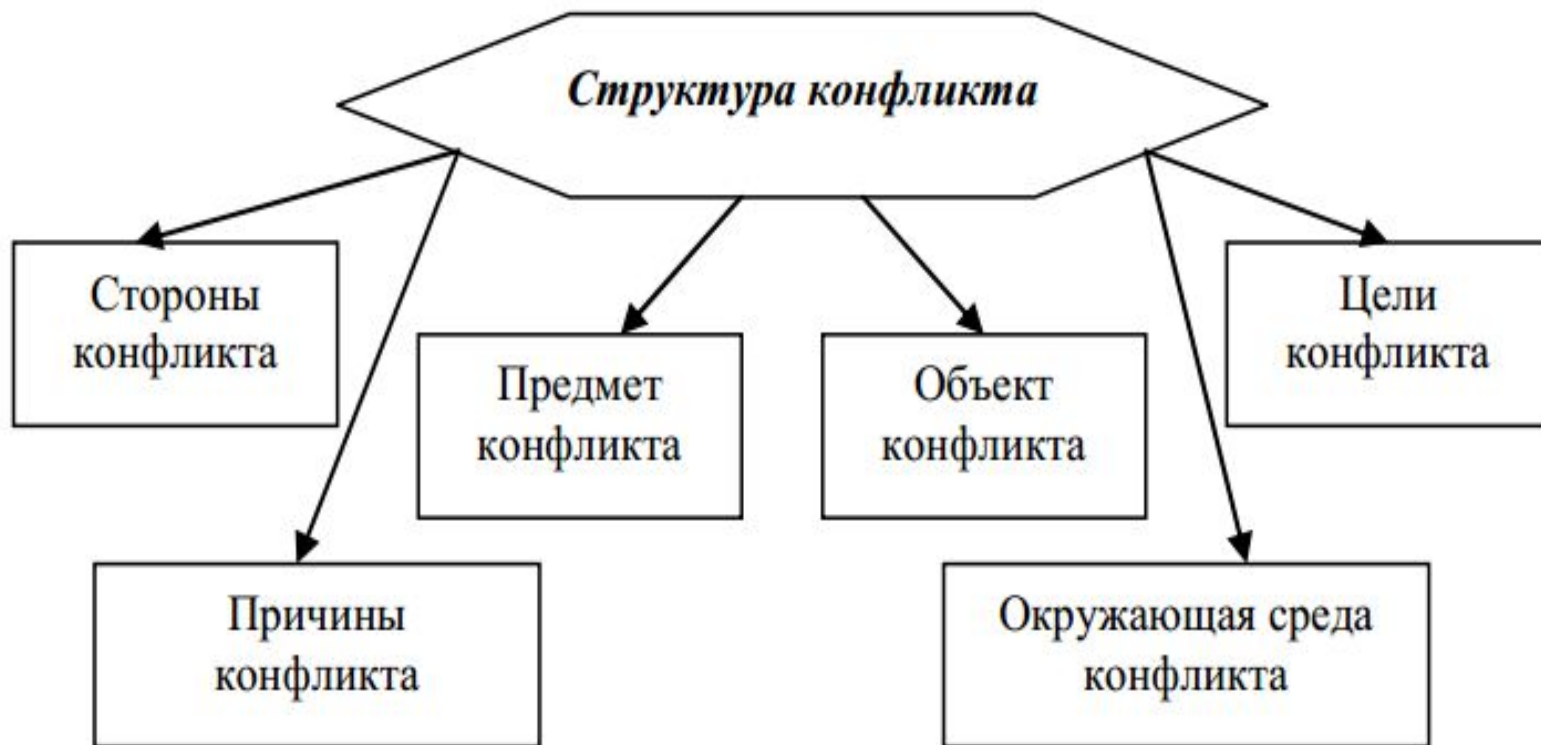 Структура конфликта
Стороны
конфликта
Предмет
конфликта
Объект
конфликта
Цели
конфликта
Причины
конфликта
Окружающая среда
конфликта